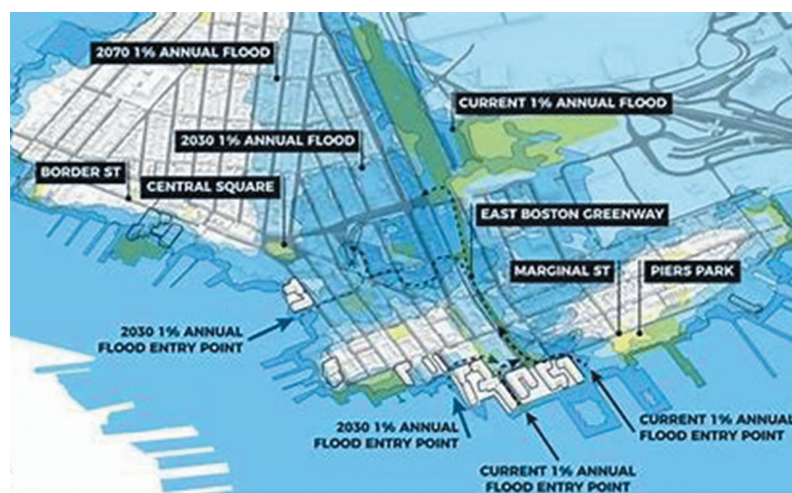 2070 1% ANNUAL FLOOD
CURRENT 1% ANNUAL FLOOD
2030 1% ANNUAL FLOOD
BORDER ST
CENTRAL SQUARE
EAST BOSTON GREENWAY
MARGINAL ST
PIERS PARK
2030 1% ANNUAL
FLOOD ENTRY POINT
2030 1% ANNUAL
FLOOD ENTRY POINT
CURRENT 1% ANNUAL
FLOOD ENTRY POINT
CURRENT 1% ANNUAL
FLOOD ENTRY POINT